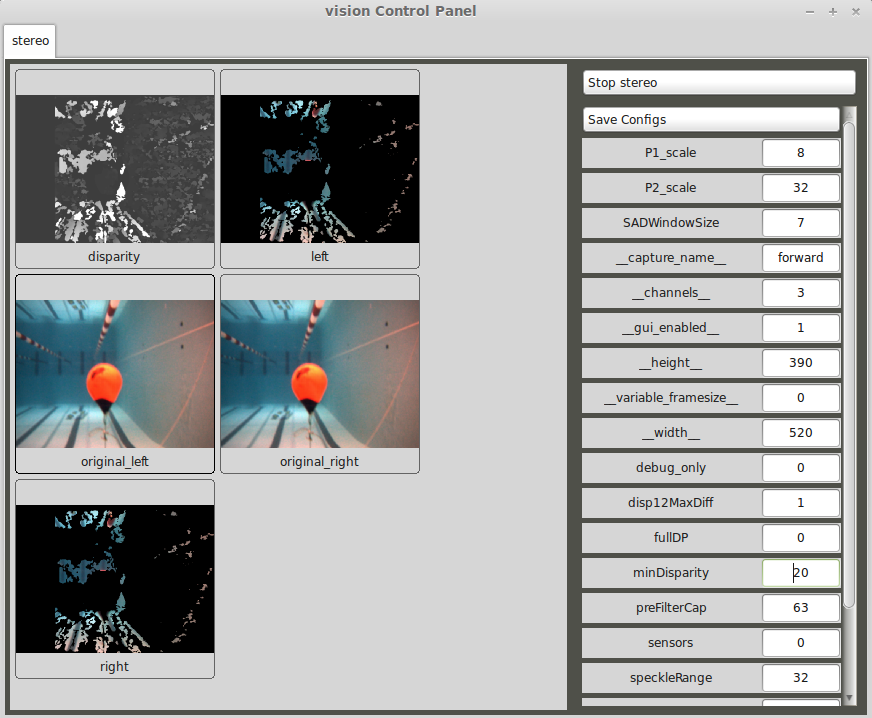 vision Control Panel
stereo
disparity
left
original_left
original_right
right
Stop stereo
Save Configs
P1_scale 8
P2_scale 32
SADWindowSize 7
__capture_name__ forward
__channels__ 3
__gui_enabled__ 1
__height__ 390
__variable_framesize__ 0
__width__ 520
debug_only 0
disp12MaxDiff 1
fullDP 0
minDisparity 20
preFilterCap 63
sensors 0
speckleRange 32